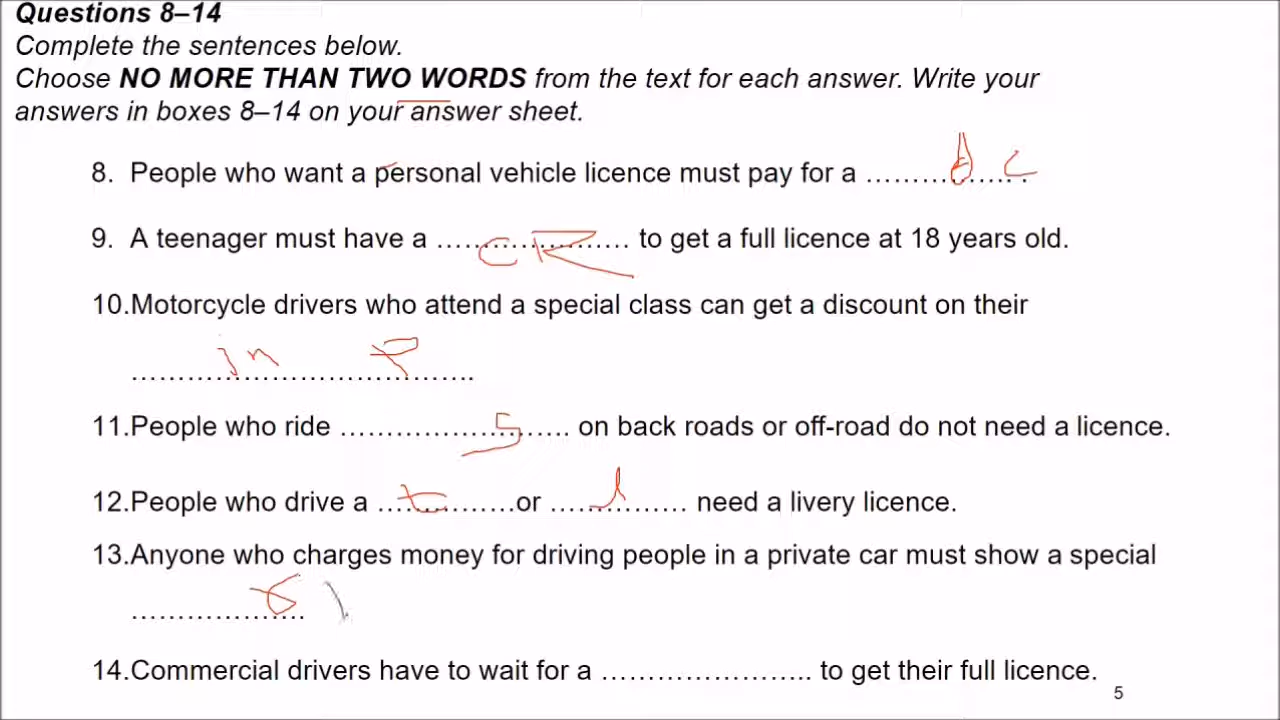 Questions 8–14
Complete the sentences below.
Choose NO MORE THAN TWO WORDS from the text for each answer. Write your
answers in boxes 8–14 on your answer sheet.
8. People who want a personal vehicle licence must pay for a ……………….. d c
9. A teenager must have a ………………… to get a full licence at 18 years old. C R
10.Motorcycle drivers who attend a special class can get a discount on their
………………………………. in P
11.People who ride ……………………. on back roads or off-road do not need a licence. S
12.People who drive a ……………or …………… need a livery licence. t l
13.Anyone who charges money for driving people in a private car must show a special
……………….
14.Commercial drivers have to wait for a ………………….. to get their full licence.
5